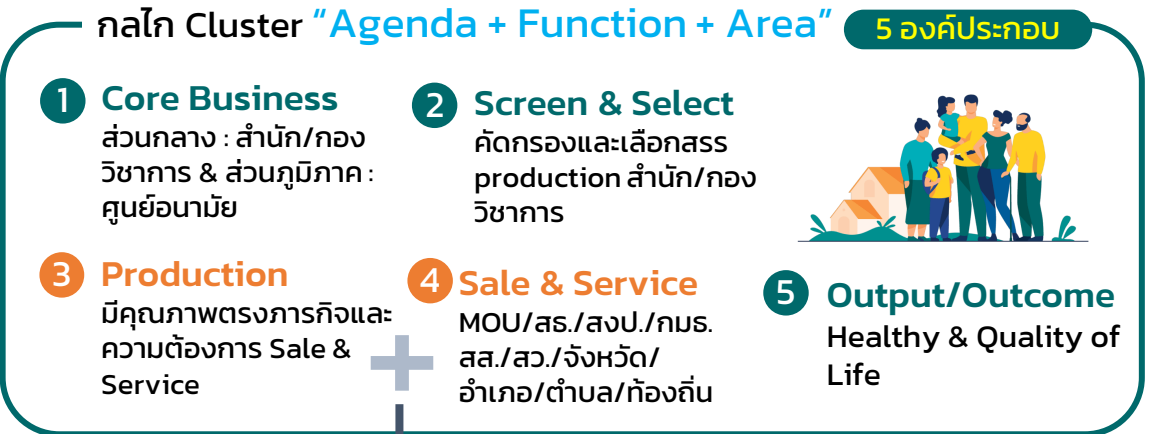 กลไก Cluster “Agenda + Function + Area” 5 องค์ประกอบ
1 Core Business
ส่วนกลาง : สำนัก/กอง
วิชาการ & ส่วนภูมิภาค :
ศูนย์อนามัย
2 Screen & Select
คัดกรองและเลือกสรร
production สำนัก/กอง
วิชาการ
3 Production
มีคุณภาพตรงภารกิจและ
ความต้องการ Sale &
Service
4 Sale & Service
MOU/สธ./สงป./กมธ.
สส./สว./จังหวัด/
อำเภอ/ตำบล/ท้องถิ่น
5 Output/Outcome
Healthy & Quality of
Life